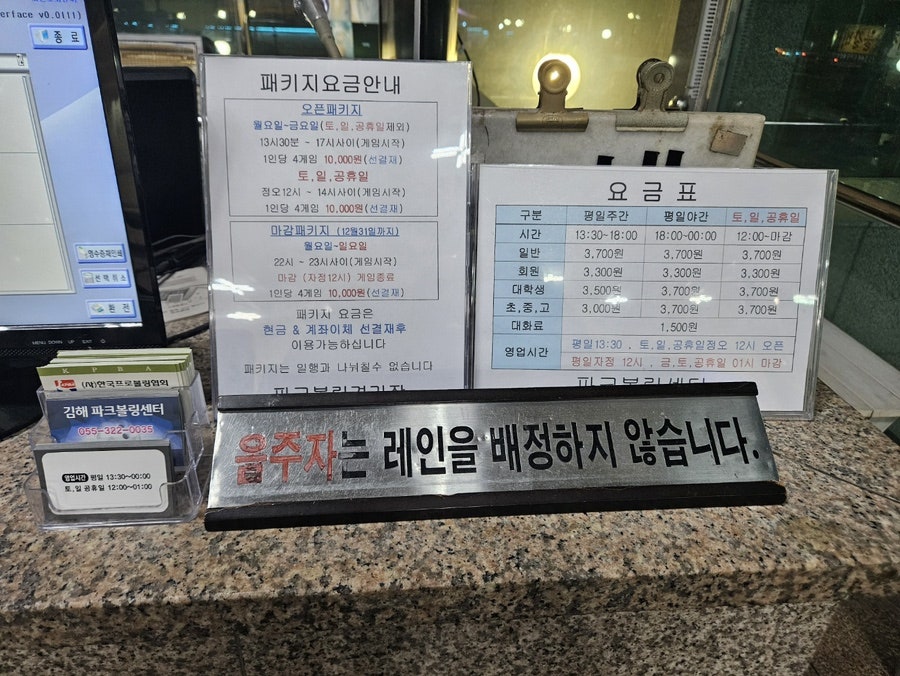 erface v0.0[1]
종 료
선택취소
환 전
패키지요금안내
오픈패키지
월요일~금요일(토,일,공휴일제외)
13시30분 ~ 17시사이(게임시작)
1인당 4게임 10,000원(선결재)
토,일,공휴일
정오12시 ~ 14시사이(게임시작)
1인당 4게임 10,000원(선결재)
마감패키지 (12월31일까지)
월요일~일요일
22시 ~ 23시사이(게임시작)
마감 (자정12시) 게임종료
1인당 4게임 10,000원(선결재)
패키지 요금은
현금 & 계좌이체 선결재후
이용가능하십니다
패키지는 일행과 나눠칠수 없습니다
요 금 표
구분 평일주간 평일야간 토,일,공휴일
시간 13:30~18:00 18:00~00:00 12:00~마감
일반 3,700원 3,700원 3,700원
회원 3,300원 3,300원 3,300원
대학생 3,500원 3,700원 3,700원
초,중,고 3,000원 3,700원 3,700원
대화료 1,500원
영업시간 평일13:30 , 토,일,공휴일정오 12시 오픈
평일자정 12시 , 금,토,공휴일 01시 마감
파크볼링센터
KPBA
(사)한국프로볼링협회
김해 파크볼링센터
055-322-0035
영업시간 평일 13:30~00:00
토,일 공휴일 12:00~01:00
음주자는 레인을 배정하지 않습니다.
MENU DOWN UP SAT